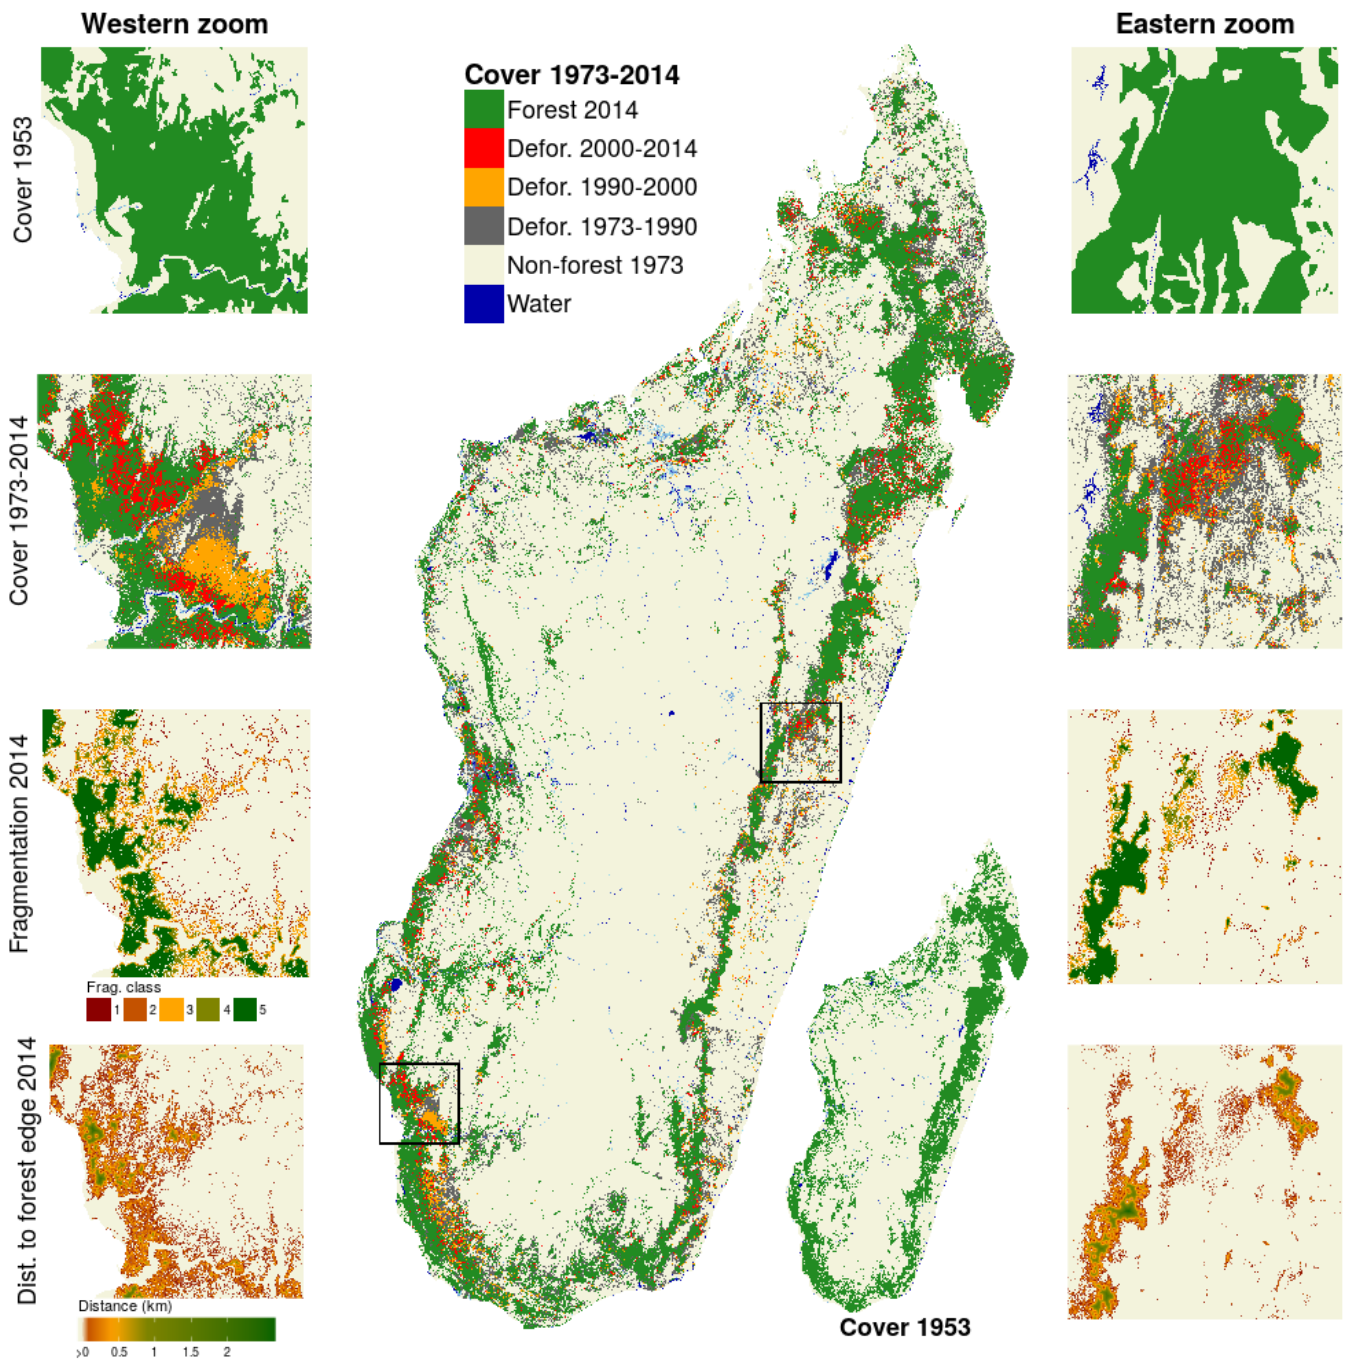 Western zoom
Eastern zoom
Cover 1953
Cover 1973-2014
Forest 2014
Defor. 2000-2014
Defor. 1990-2000
Defor. 1973-1990
Non-forest 1973
Water
Cover 1973-2014
Fragmentation 2014
Frag. class
1 2 3 4 5
Dist. to forest edge 2014
Distance (km)
>0 0.5 1 1.5 2
Cover 1953